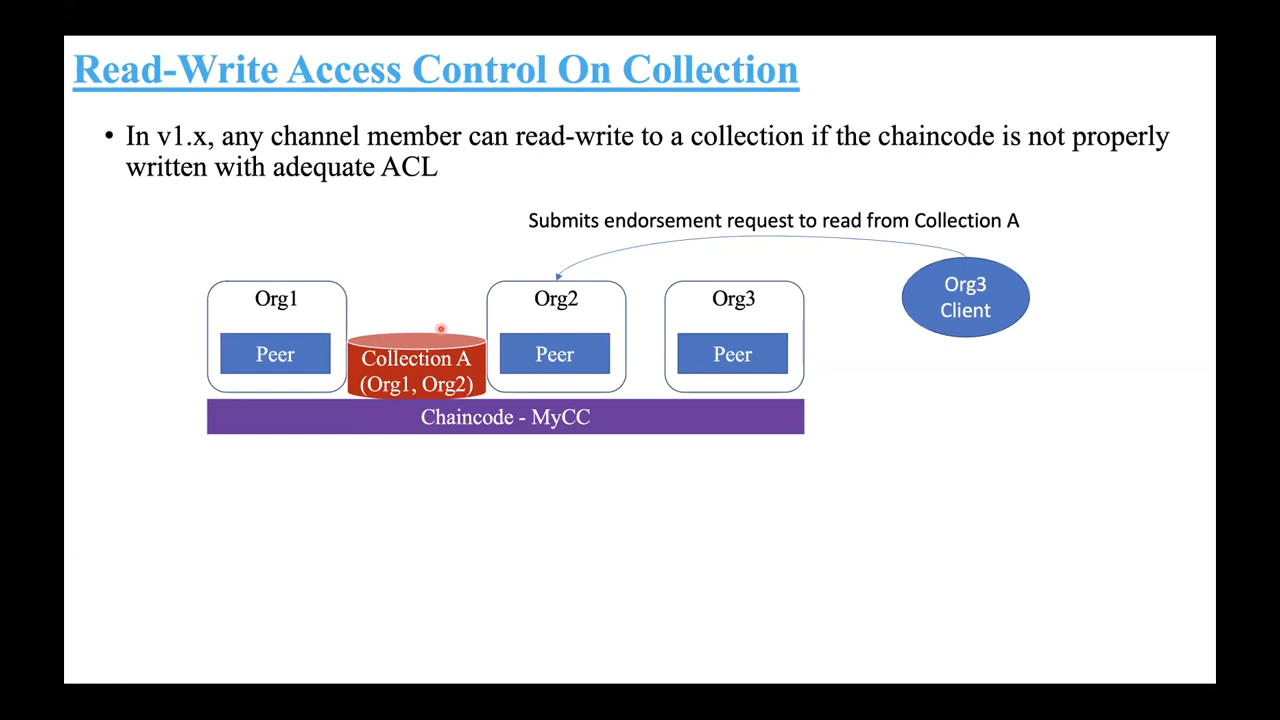 Read-Write Access Control On Collection
• In v1.x, any channel member can read-write to a collection if the chaincode is not properly
written with adequate ACL
Submits endorsement request to read from Collection A
Org1
Org2
Org3
Org3
Client
Peer
Collection A
(Org1, Org2)
Peer
Peer
Chaincode - MyCC